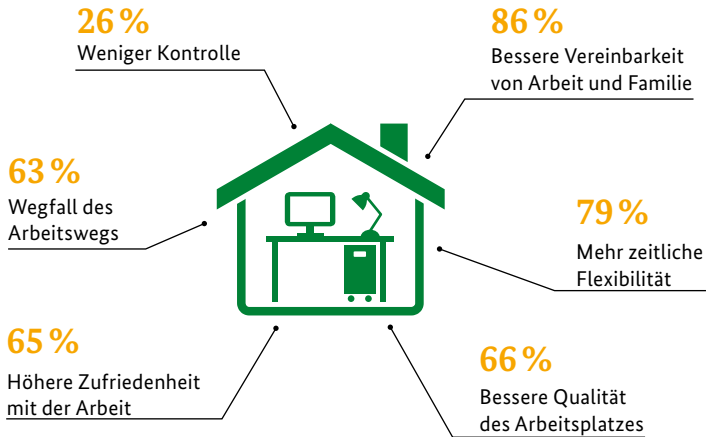 26 %
Weniger Kontrolle
86 %
Bessere Vereinbarkeit
von Arbeit und Familie
63 %
Wegfall des
Arbeitswegs
79 %
Mehr zeitliche
Flexibilität
65 %
Höhere Zufriedenheit
mit der Arbeit
66 %
Bessere Qualität
des Arbeitsplatzes